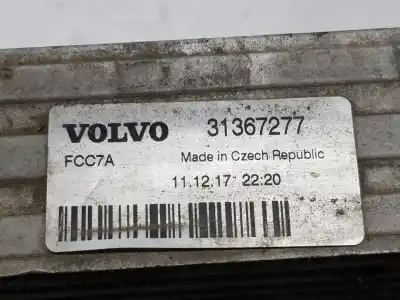 VOLVO 31367277
FCC7A Made in Czech Republic
11.12.17 22:20